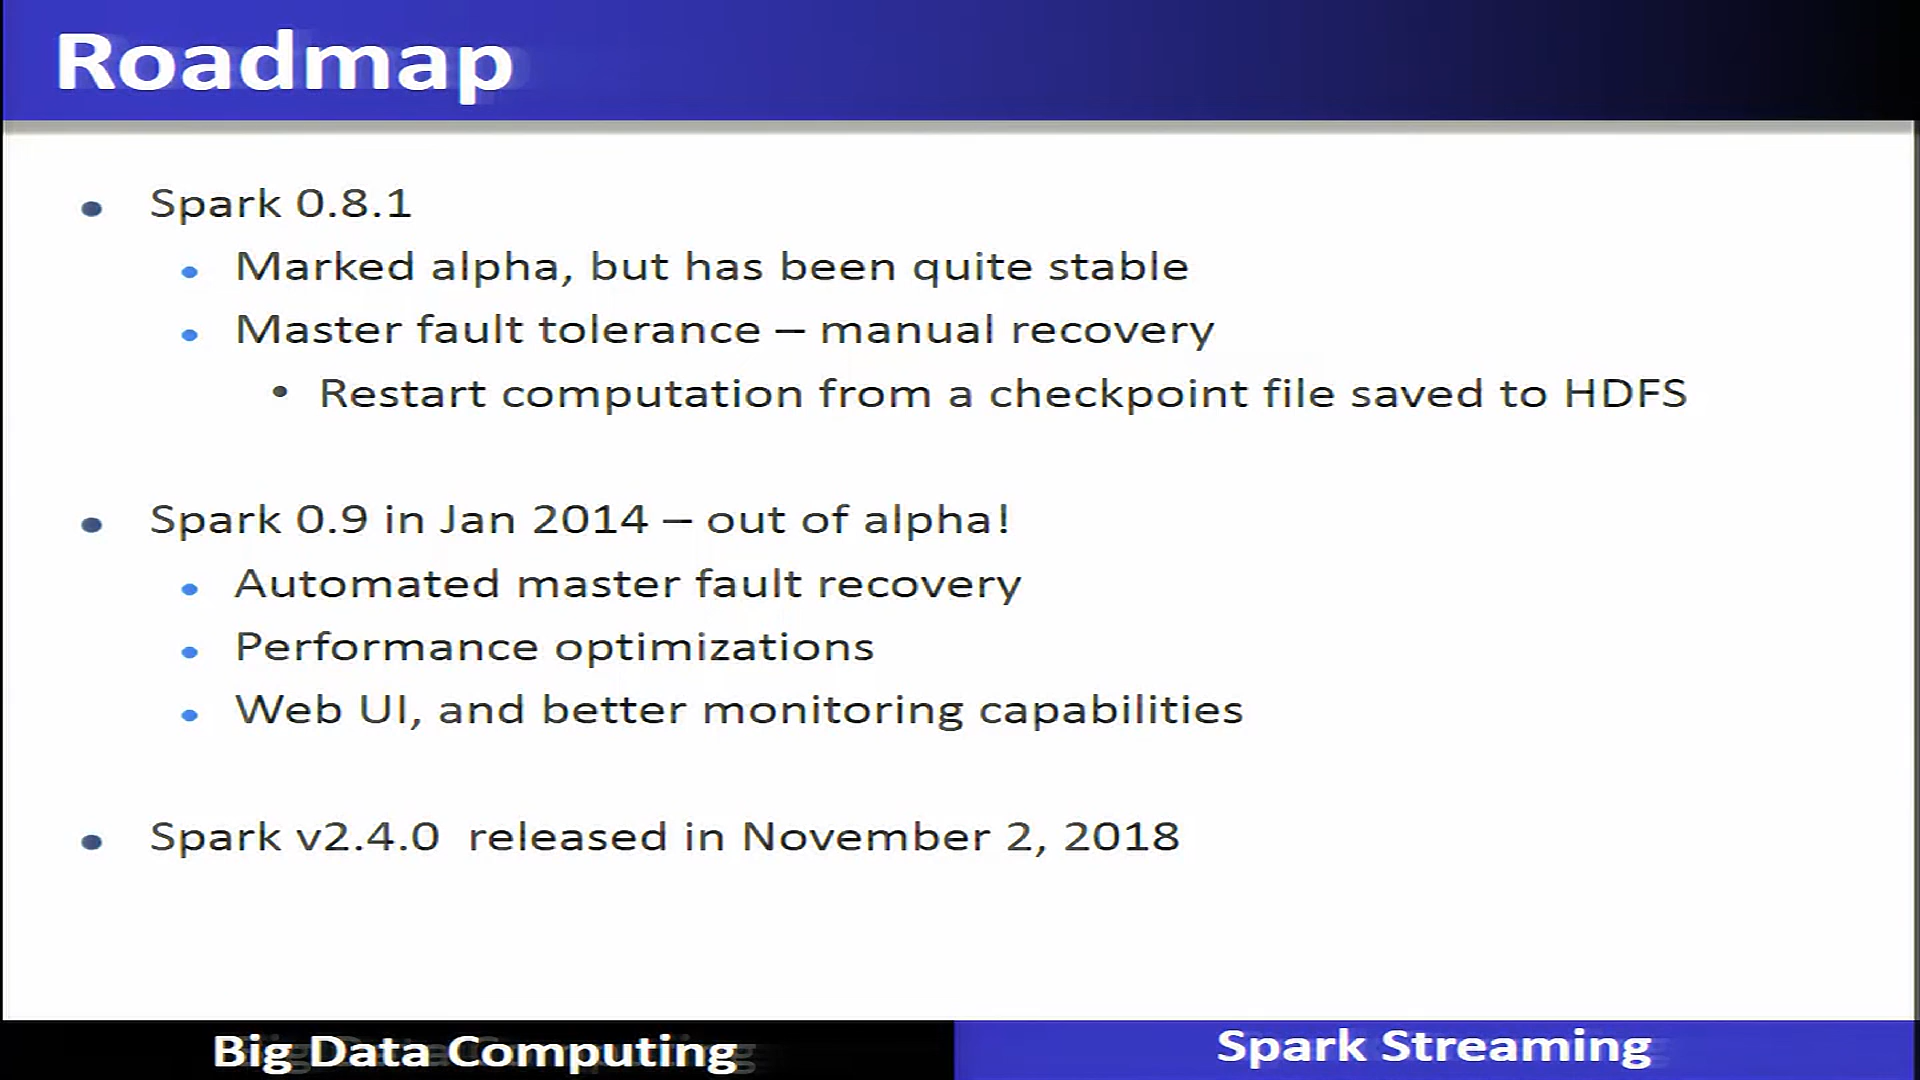 Roadmap
• Spark 0.8.1
• Marked alpha, but has been quite stable
• Master fault tolerance – manual recovery
• Restart computation from a checkpoint file saved to HDFS
• Spark 0.9 in Jan 2014 – out of alpha!
• Automated master fault recovery
• Performance optimizations
• Web UI, and better monitoring capabilities
• Spark v2.4.0 released in November 2, 2018
Big Data Computing
Spark Streaming